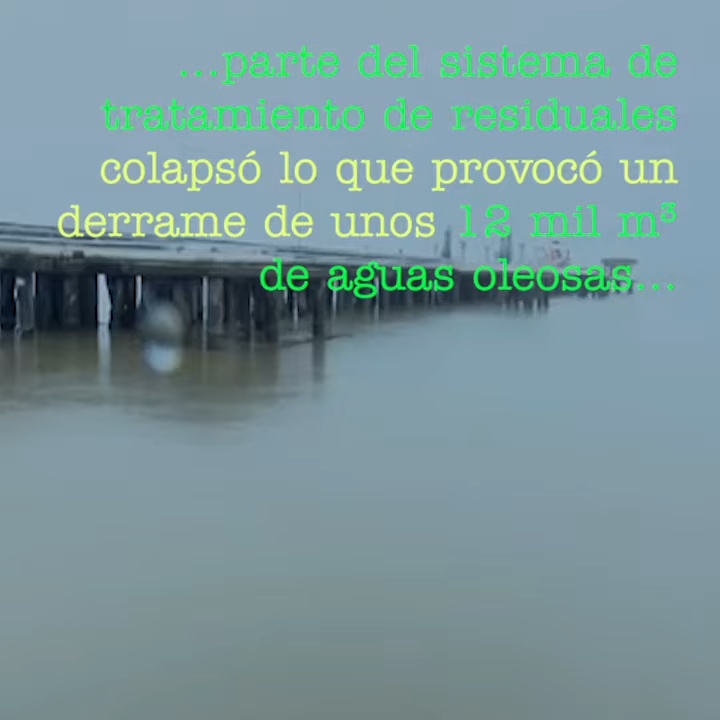 ...parte del sistema de
tratamiento de residuales
colapsó lo que provocó un
derrame de unos 12 mil m³
de aguas oleosas...